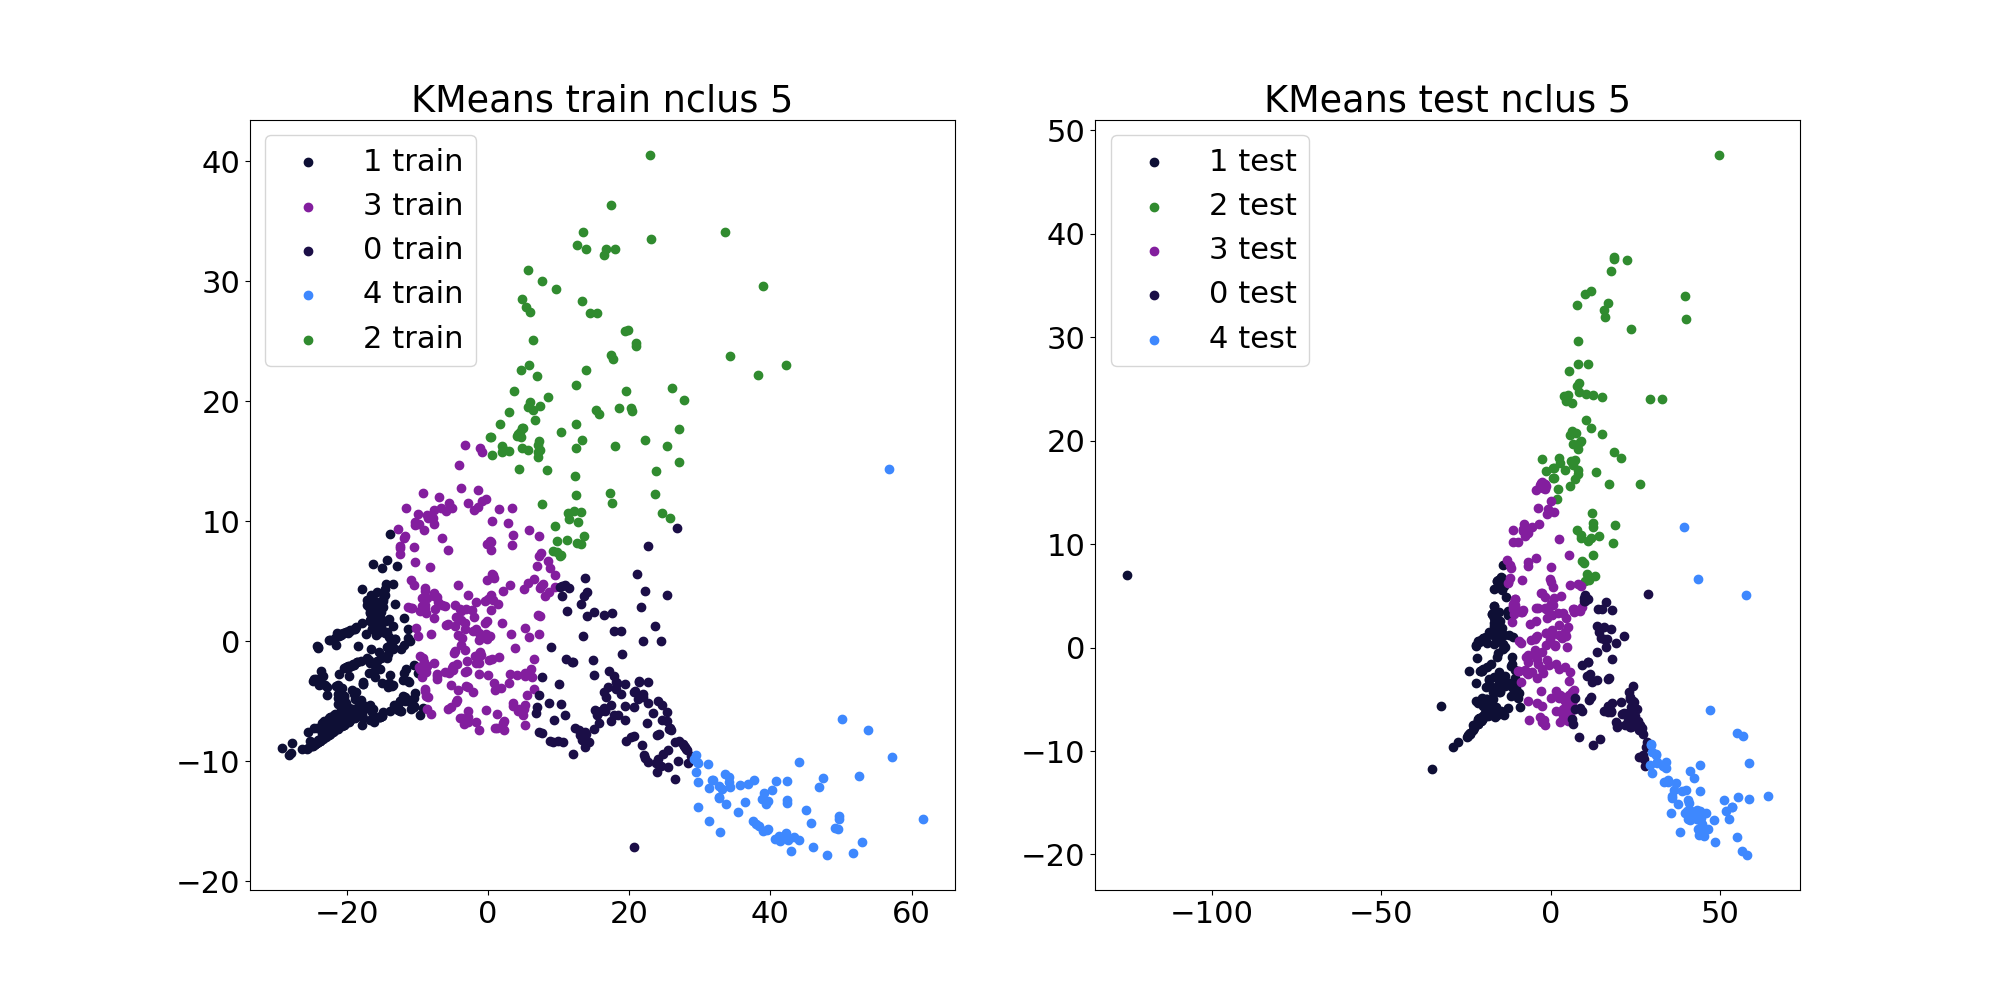 KMeans train nclus 5
1 train
3 train
0 train
4 train
2 train
40
30
20
10
0
−10
−20
−20 0 20 40 60
KMeans test nclus 5
1 test
2 test
3 test
0 test
4 test
50
40
30
20
10
0
−10
−20
−100 −50 0 50